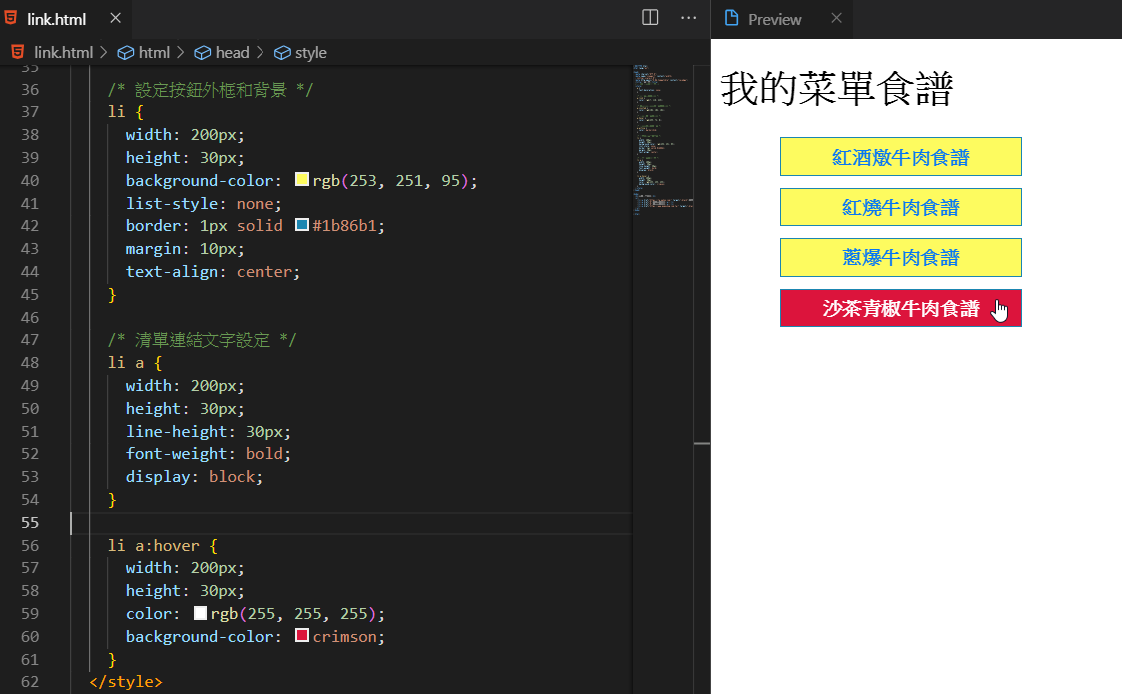 link.html
Preview
link.html > html > head > style
35
36 /* 設定按鈕外框和背景 */
37 li {
38 width: 200px;
39 height: 30px;
40 background-color: rgb(253, 251, 95);
41 list-style: none;
42 border: 1px solid #1b86b1;
43 margin: 10px;
44 text-align: center;
45 }
46
47 /* 清單連結文字設定 */
48 li a {
49 width: 200px;
50 height: 30px;
51 line-height: 30px;
52 font-weight: bold;
53 display: block;
54 }
55
56 li a:hover {
57 width: 200px;
58 height: 30px;
59 color: rgb(255, 255, 255);
60 background-color: crimson;
61 }
62 </style>
我的菜單食譜
紅酒燉牛肉食譜
紅燒牛肉食譜
蔥爆牛肉食譜
沙茶青椒牛肉食譜